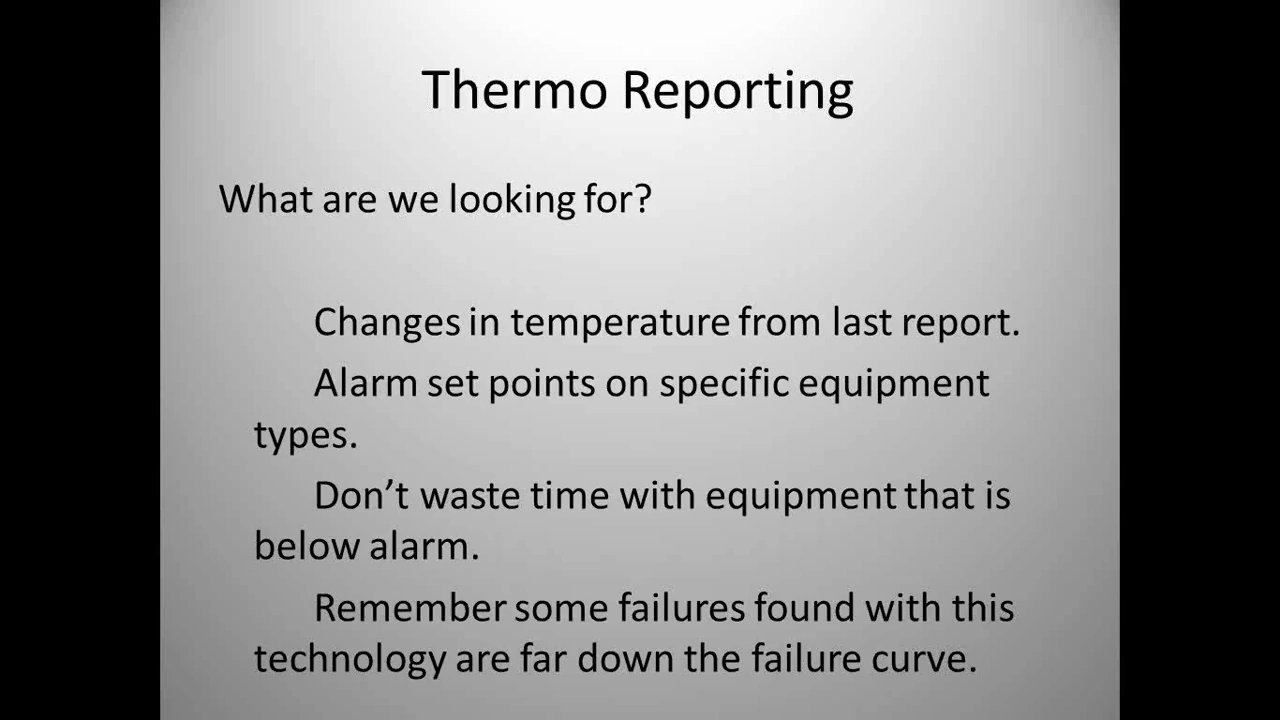 Thermo Reporting
What are we looking for?
Changes in temperature from last report.
Alarm set points on specific equipment
types.
Don’t waste time with equipment that is
below alarm.
Remember some failures found with this
technology are far down the failure curve.